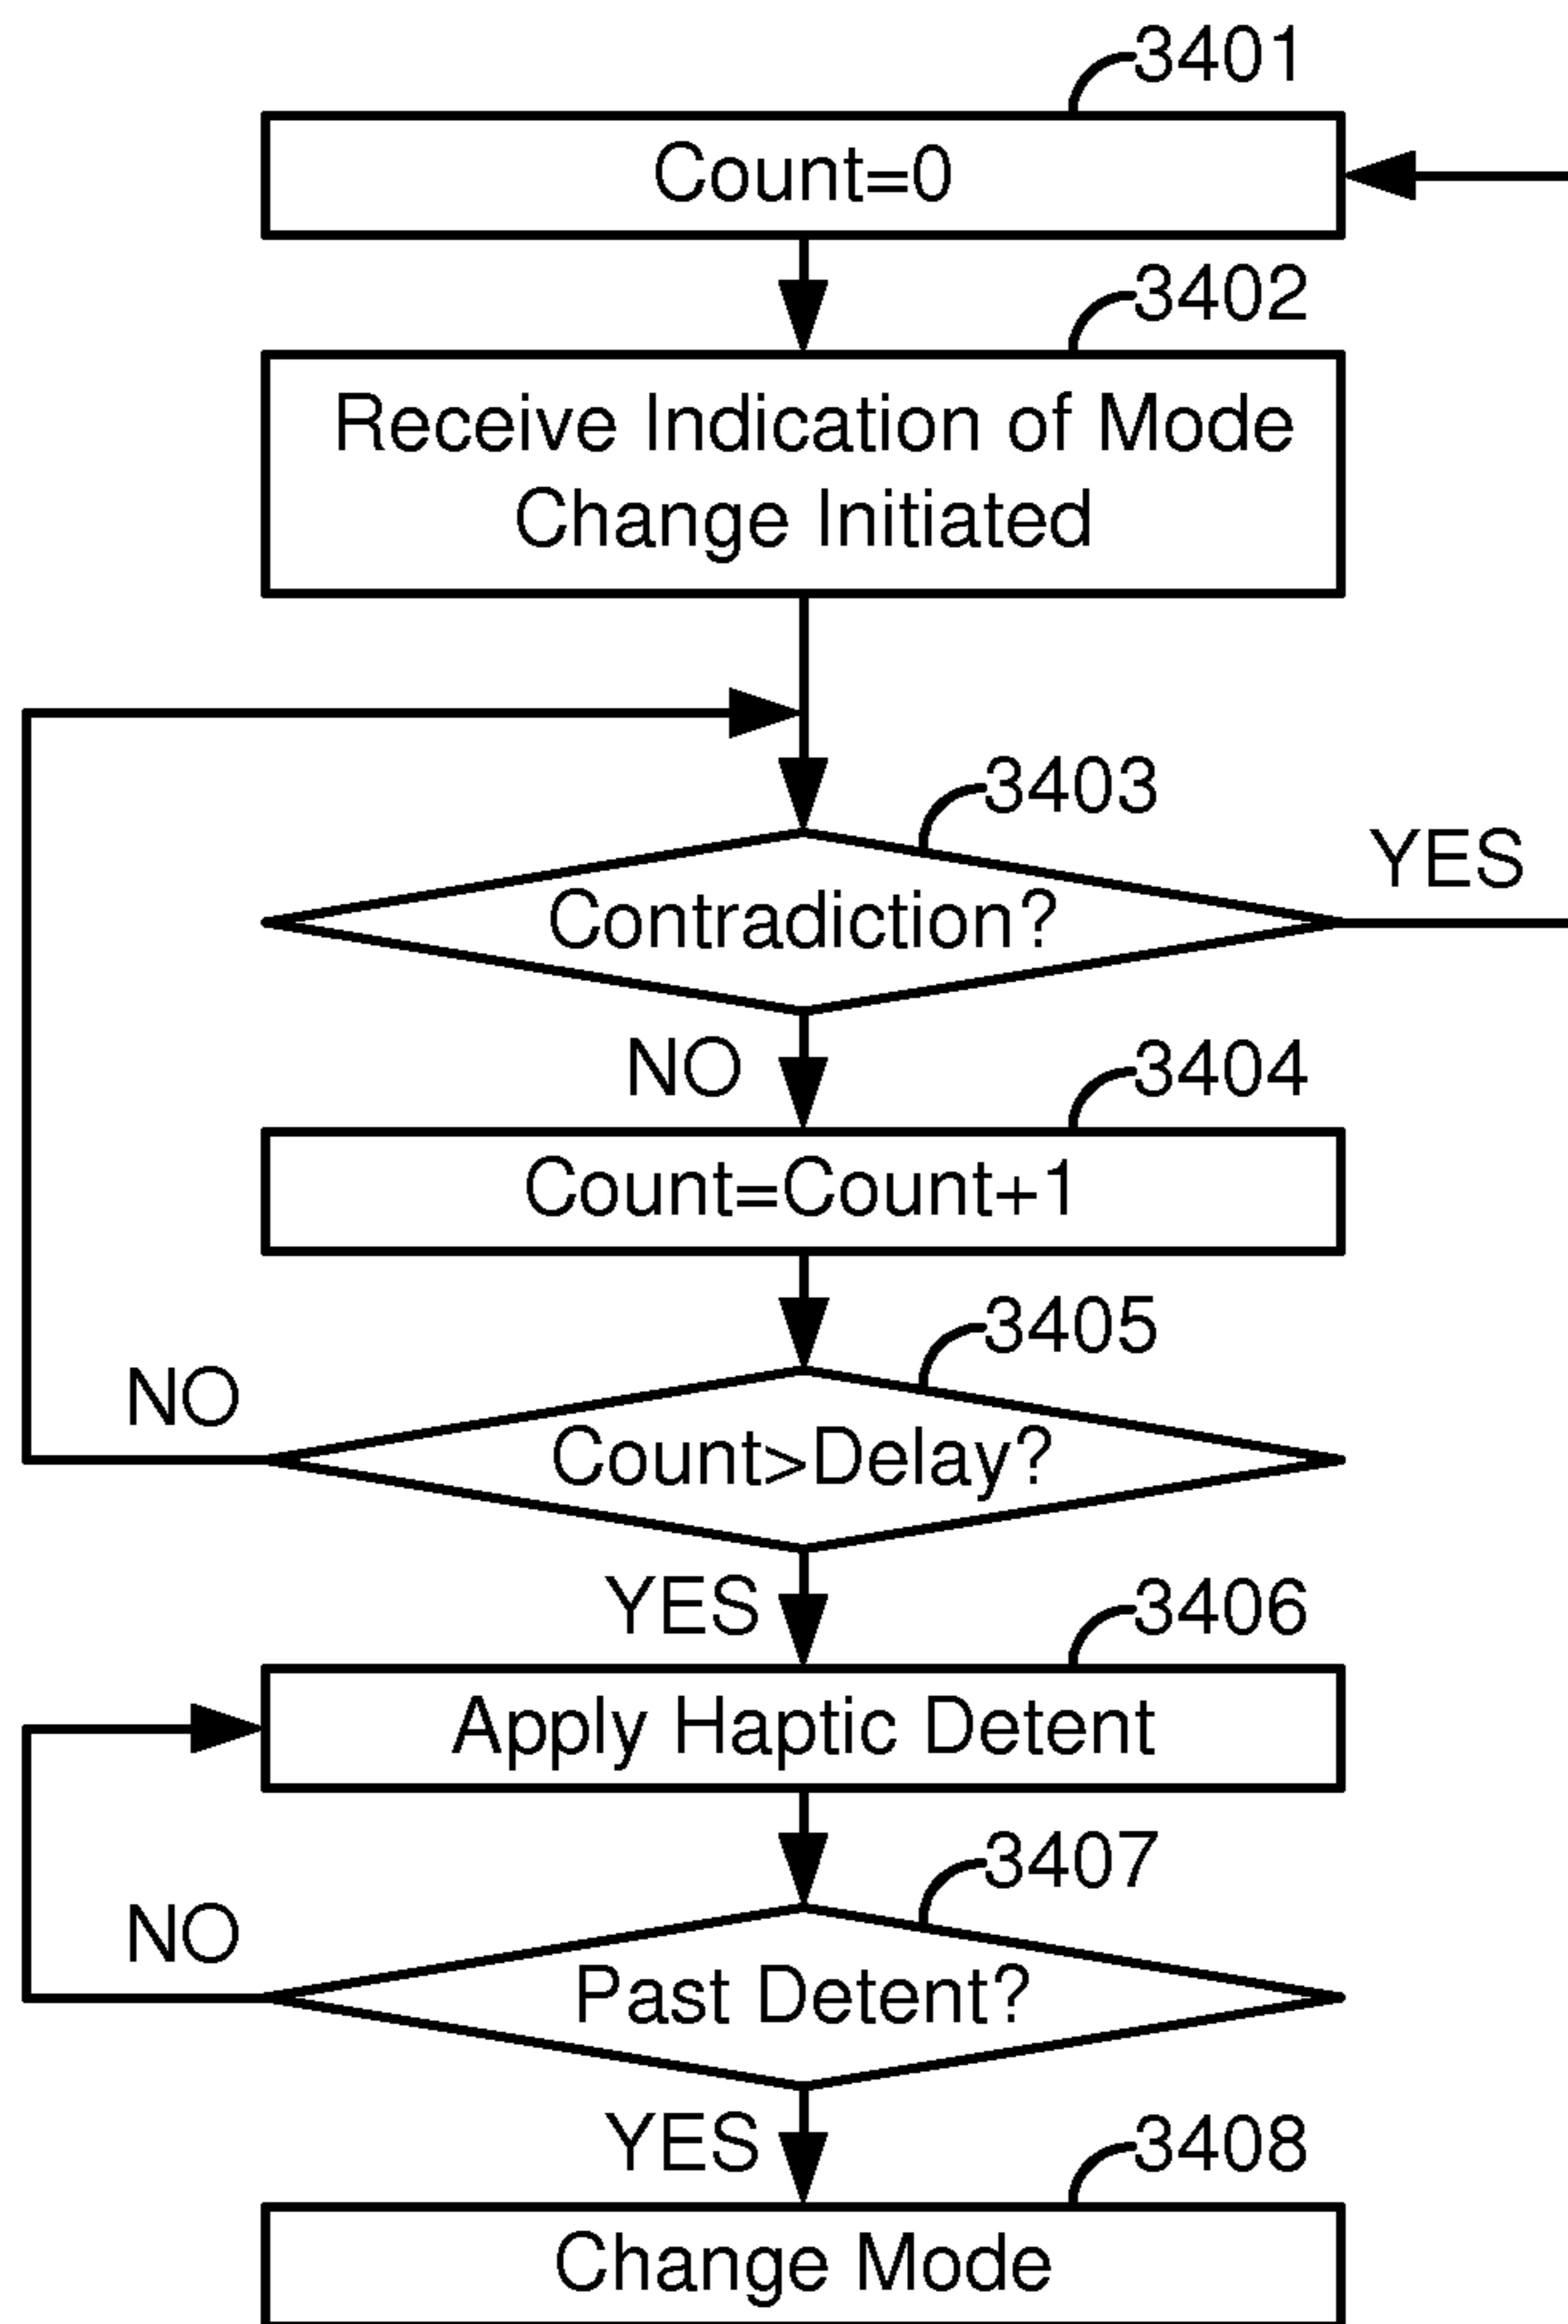 3401
Count=0
3402
Receive Indication of Mode
Change Initiated
3403
YES
Contradiction?
NO
3404
Count=Count+1
3405
NO
Count>Delay?
YES
3406
Apply Haptic Detent
3407
NO
Past Detent?
YES
3408
Change Mode